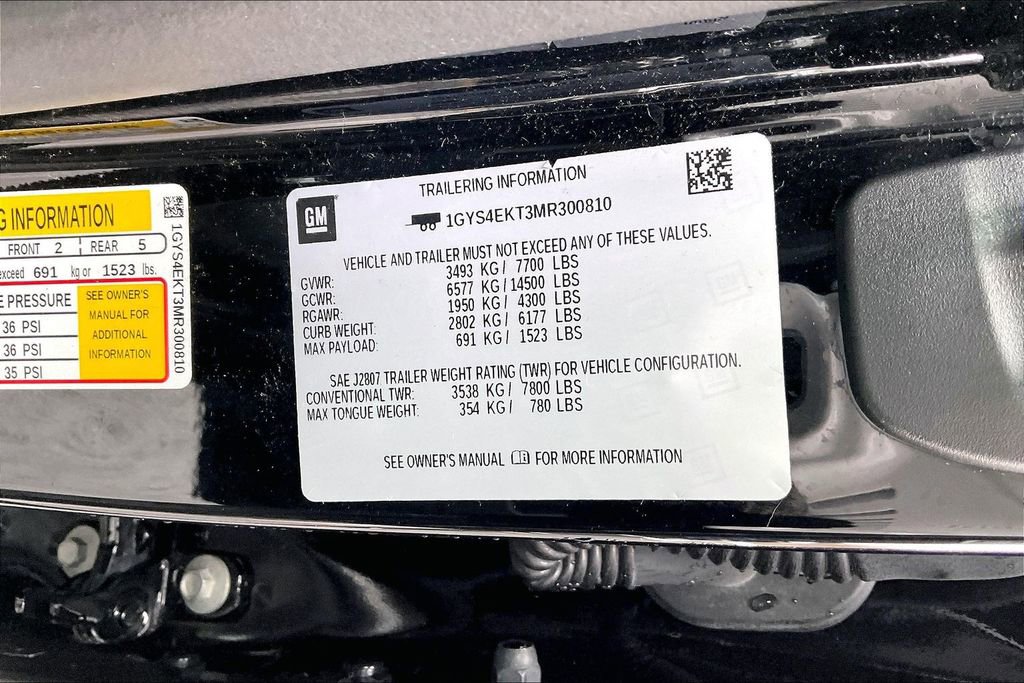 G INFORMATION
FRONT 2 REAR 5
exceed 691 kg or 1523 lbs.
E PRESSURE
36 PSI
36 PSI
35 PSI
SEE OWNER'S
MANUAL FOR
ADDITIONAL
INFORMATION
1GYS4EKT3MR300810
GM
TRAILERING INFORMATION
1GYS4EKT3MR300810
VEHICLE AND TRAILER MUST NOT EXCEED ANY OF THESE VALUES.
GVWR: 3493 KG/ 7700 LBS
GCWR: 6577 KG/ 14500 LBS
RGAWR: 1950 KG/ 4300 LBS
CURB WEIGHT: 2802 KG/ 6177 LBS
MAX PAYLOAD: 691 KG/ 1523 LBS
SAE J2807 TRAILER WEIGHT RATING (TWR) FOR VEHICLE CONFIGURATION.
CONVENTIONAL TWR: 3538 KG/ 7800 LBS
MAX TONGUE WEIGHT: 354 KG/ 780 LBS
SEE OWNER'S MANUAL FOR MORE INFORMATION